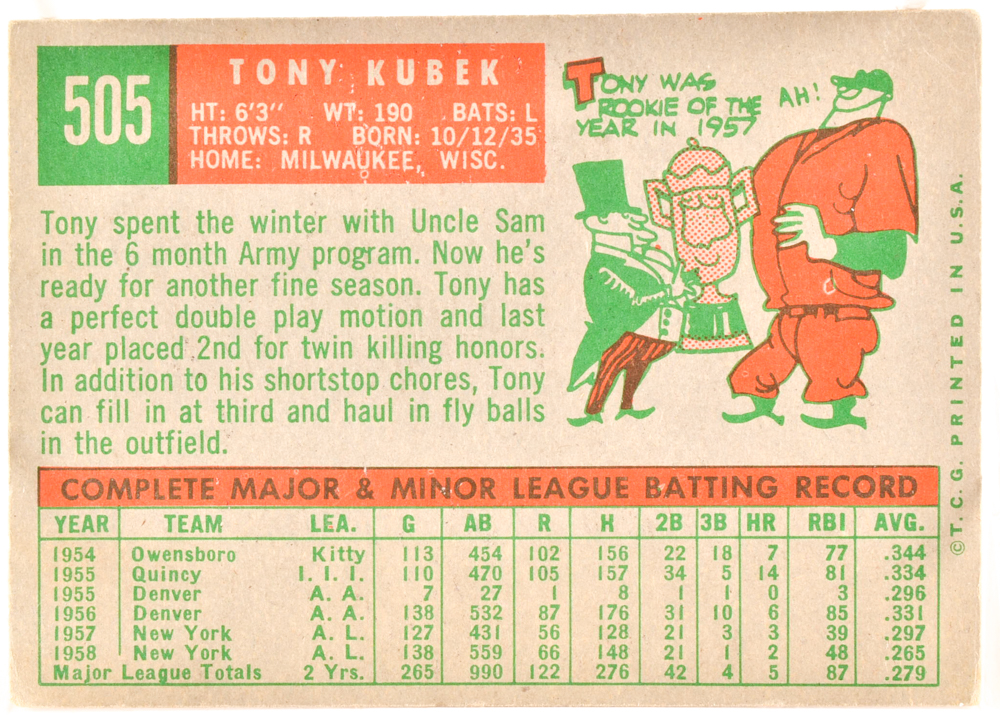 505
TONY KUBEK
HT: 6'3" WT: 190 BATS: L
THROWS: R BORN: 10/12/35
HOME: MILWAUKEE, WISC.
TONY WAS
ROOKIE OF THE
YEAR IN 1957
AH!
Tony spent the winter with Uncle Sam
in the 6 month Army program. Now he's
ready for another fine season. Tony has
a perfect double play motion and last
year placed 2nd for twin killing honors.
In addition to his shortstop chores, Tony
can fill in at third and haul in fly balls
in the outfield.
COMPLETE MAJOR & MINOR LEAGUE BATTING RECORD
YEAR TEAM LEA. G AB R H 2B 3B HR RBI AVG.
1954 Owensboro Kitty 113 454 102 156 22 18 7 77 .344
1955 Quincy I. I. I. 110 470 105 157 34 5 14 81 .334
1955 Denver A. A. 7 27 1 8 1 1 0 3 .296
1956 Denver A. A. 138 532 87 176 31 10 6 85 .331
1957 New York A. L. 127 431 56 128 21 3 3 39 .297
1958 New York A. L. 138 559 66 148 21 1 2 48 .265
Major League Totals 2 Yrs. 265 990 122 276 42 4 5 87 .279
© T. C. G. PRINTED IN U.S.A.